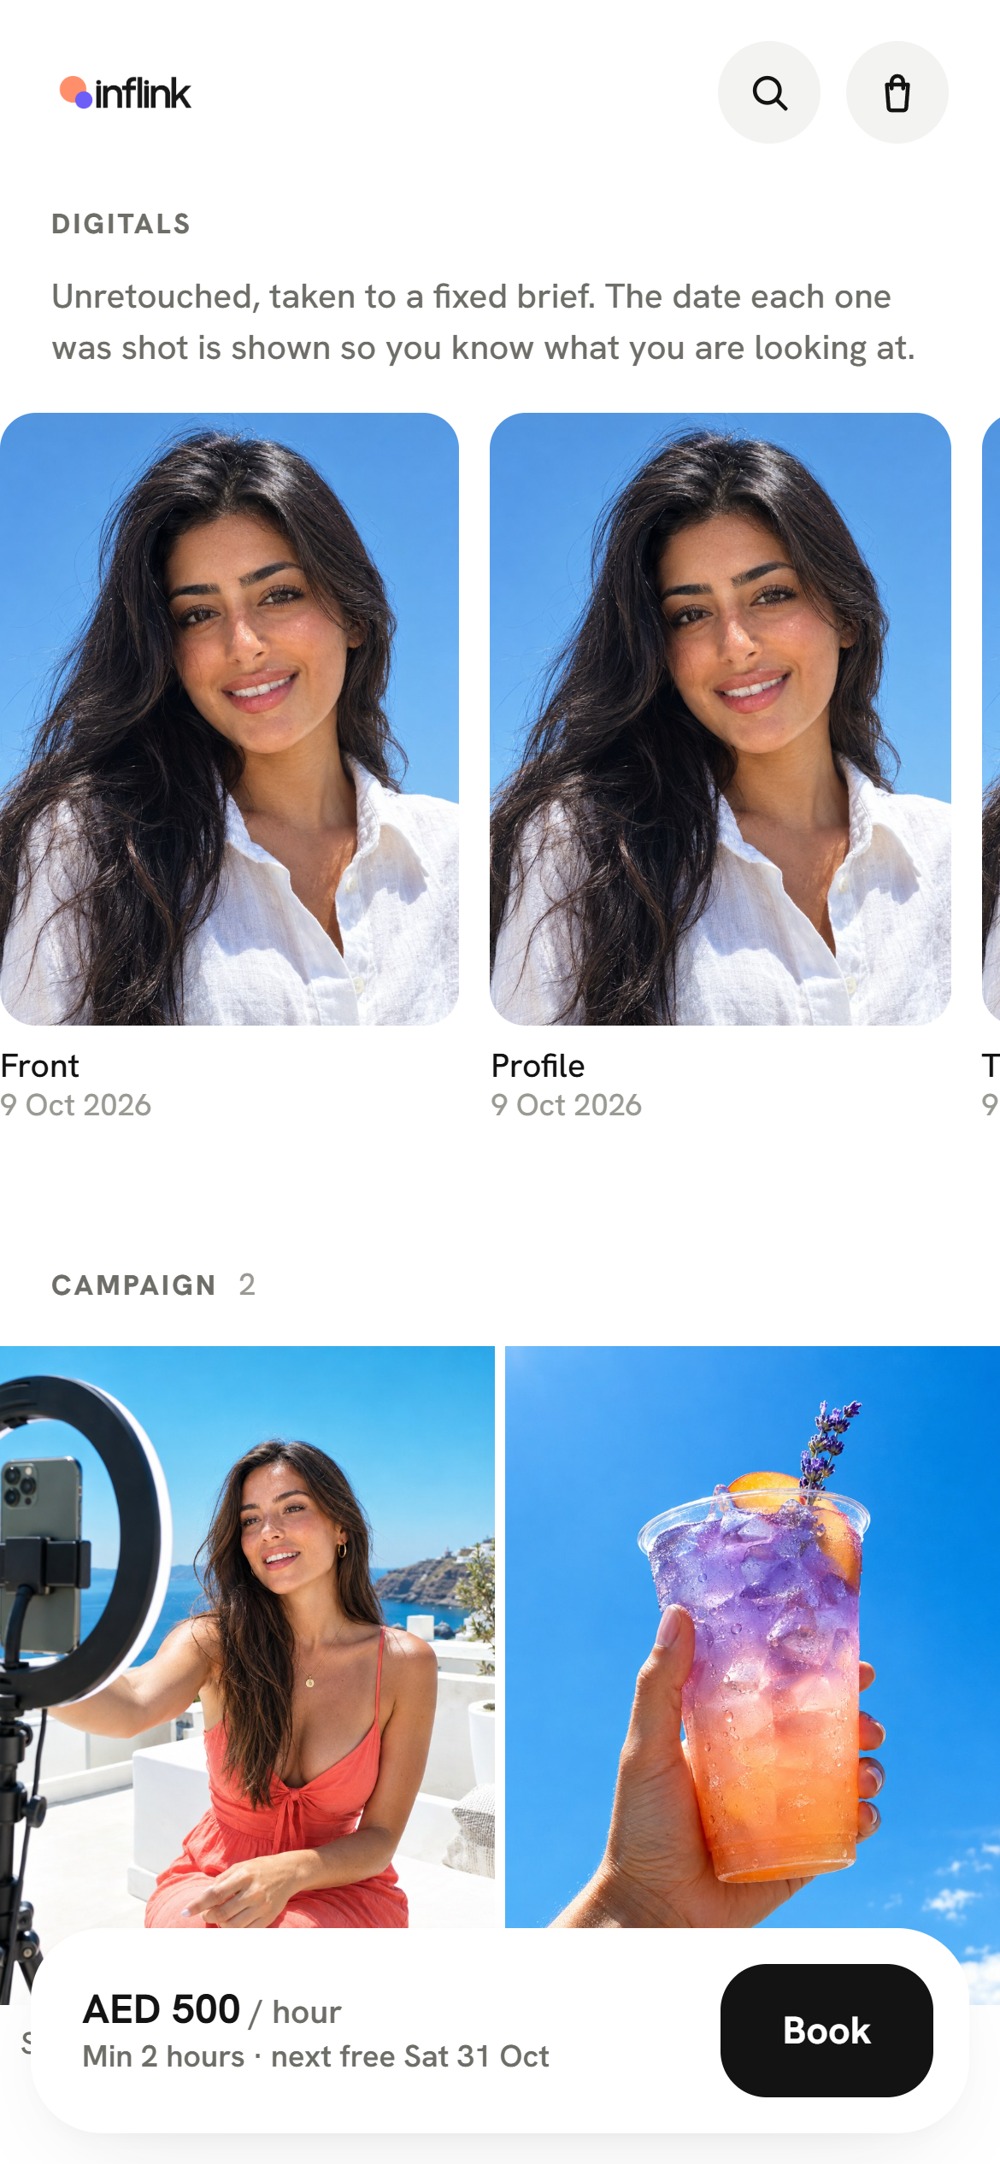 inflink
DIGITALS
Unretouched, taken to a fixed brief. The date each one
was shot is shown so you know what you are looking at.
Front
9 Oct 2026
Profile
9 Oct 2026
T
9
CAMPAIGN 2
AED 500 / hour
Min 2 hours · next free Sat 31 Oct
Book